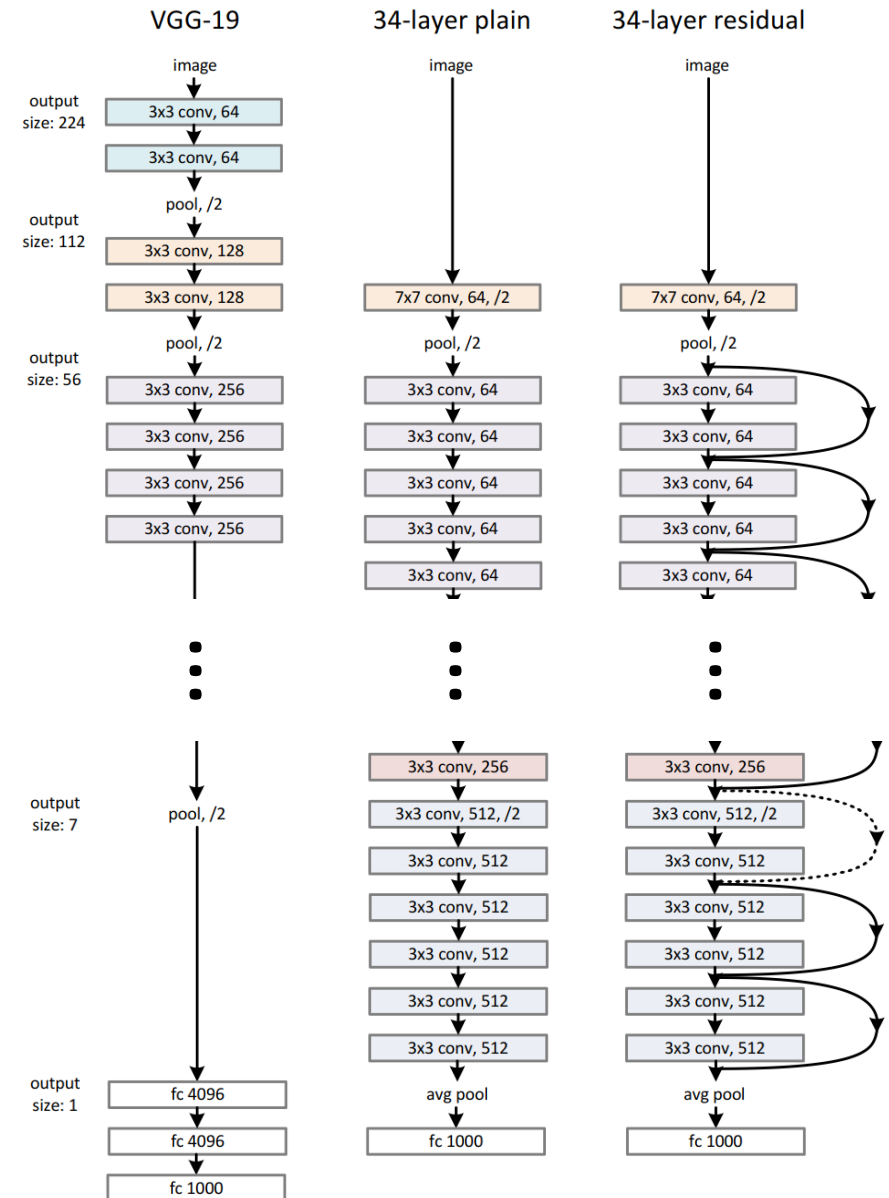 VGG-19
34-layer plain
34-layer residual
image
image
image
output
size: 224
3x3 conv, 64
3x3 conv, 64
pool, /2
output
size: 112
3x3 conv, 128
3x3 conv, 128
7x7 conv, 64, /2
7x7 conv, 64, /2
pool, /2
pool, /2
pool, /2
output
size: 56
3x3 conv, 256
3x3 conv, 64
3x3 conv, 64
3x3 conv, 256
3x3 conv, 64
3x3 conv, 64
3x3 conv, 256
3x3 conv, 64
3x3 conv, 64
3x3 conv, 256
3x3 conv, 64
3x3 conv, 64
3x3 conv, 64
3x3 conv, 64
3x3 conv, 256
3x3 conv, 256
output
size: 7
pool, /2
3x3 conv, 512, /2
3x3 conv, 512, /2
3x3 conv, 512
3x3 conv, 512
3x3 conv, 512
3x3 conv, 512
3x3 conv, 512
3x3 conv, 512
3x3 conv, 512
3x3 conv, 512
3x3 conv, 512
3x3 conv, 512
output
size: 1
fc 4096
avg pool
avg pool
fc 4096
fc 1000
fc 1000
fc 1000